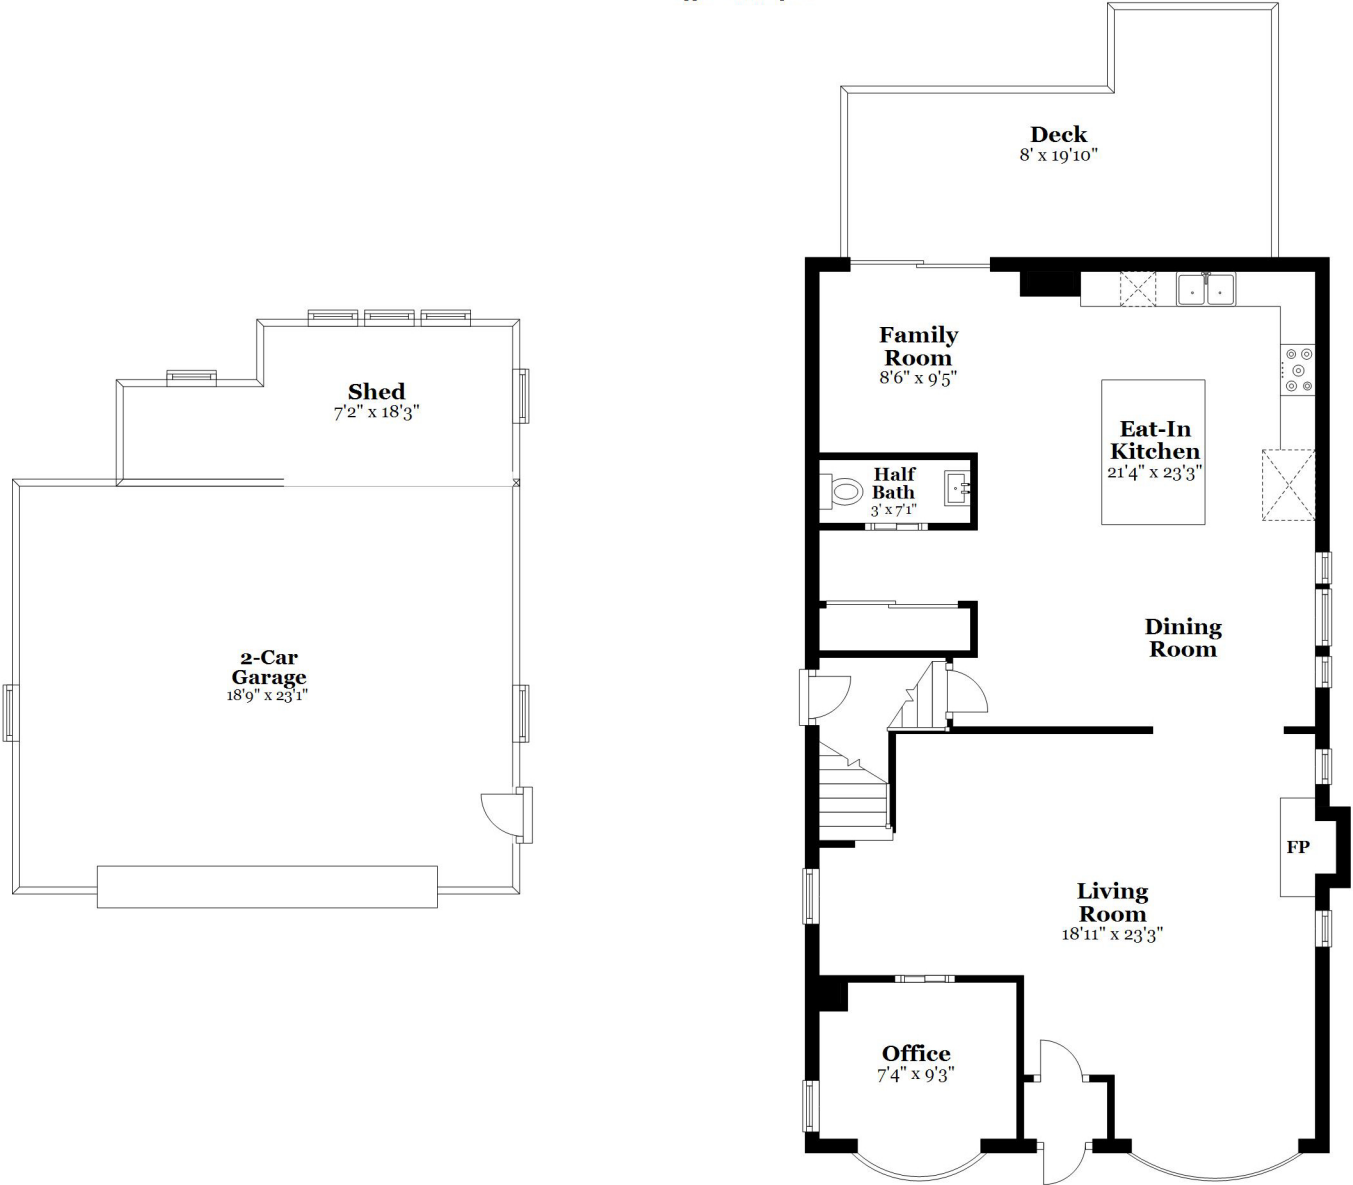 Deck
8' x 19'10"
Family
Room
8'6" x 9'5"
Shed
7'2" x 18'3"
Eat-In
Kitchen
21'4" x 23'3"
Half
Bath
3' x 7'1"
Dining
Room
2-Car
Garage
18'9" x 23'1"
FP
Living
Room
18'11" x 23'3"
Office
7'4" x 9'3"